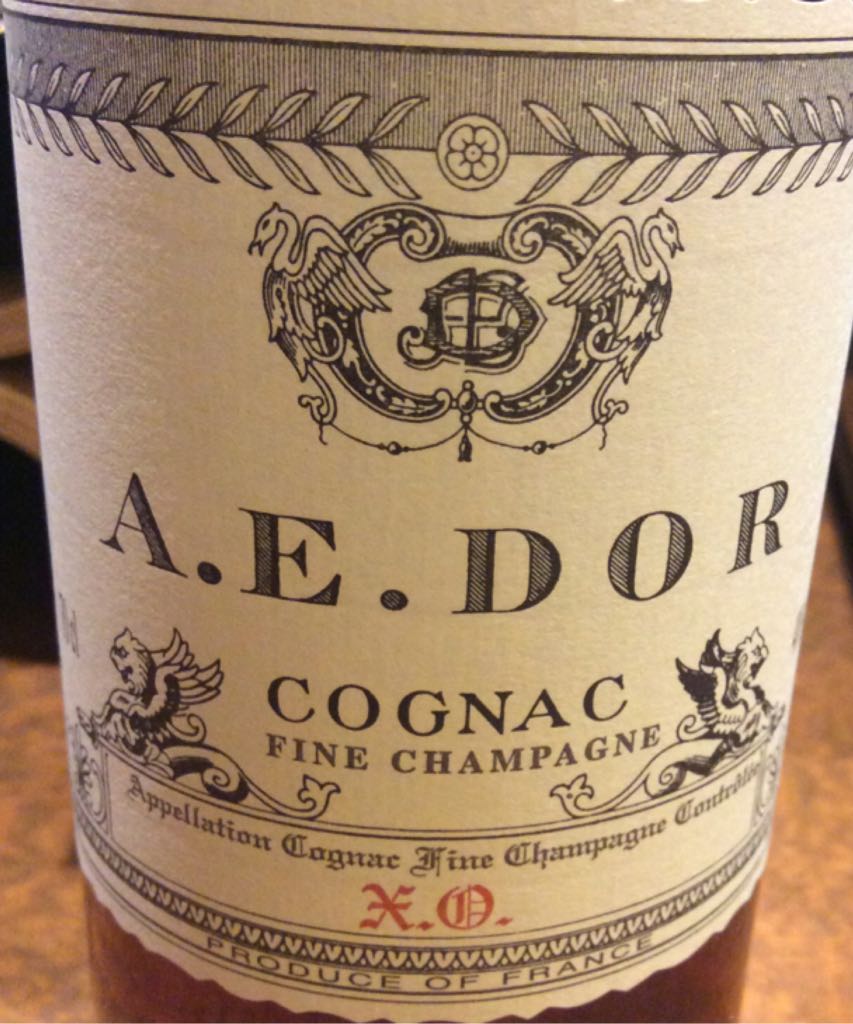 A.E.DOR
COGNAC
FINE CHAMPAGNE
Appellation Cognac Fine Champagne Contrôlée
X.O.
PRODUCE OF FRANCE